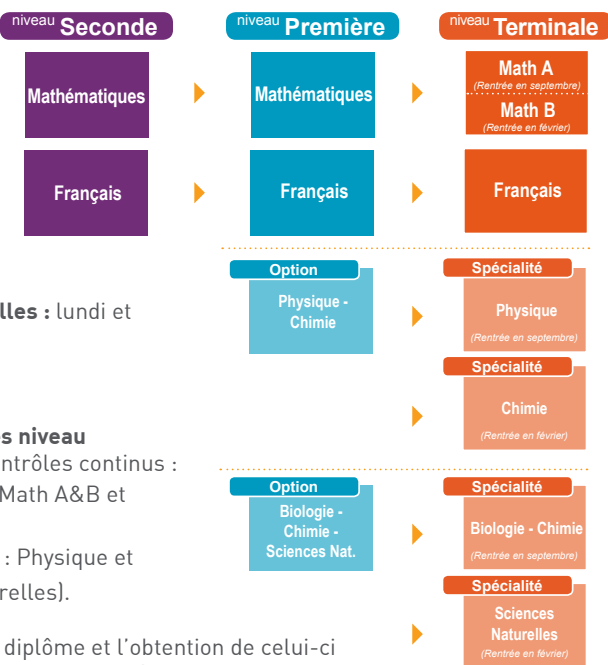 niveau Seconde
niveau Première
niveau Terminale
Mathématiques
Mathématiques
Math A
(Rentrée en septembre)
Math B
(Rentrée en février)
Français
Français
Français
Option
Physique -
Chimie
Spécialité
Physique
(Rentrée en septembre)
Spécialité
Chimie
(Rentrée en février)
Option
Biologie -
Chimie -
Sciences Nat.
Spécialité
Biologie - Chimie
(Rentrée en septembre)
Spécialité
Sciences
Naturelles
(Rentrée en février)
lles : lundi et
s niveau
ntrôles continus :
Math A&B et
: Physique et
relles).
diplôme et l'obtention de celui-ci